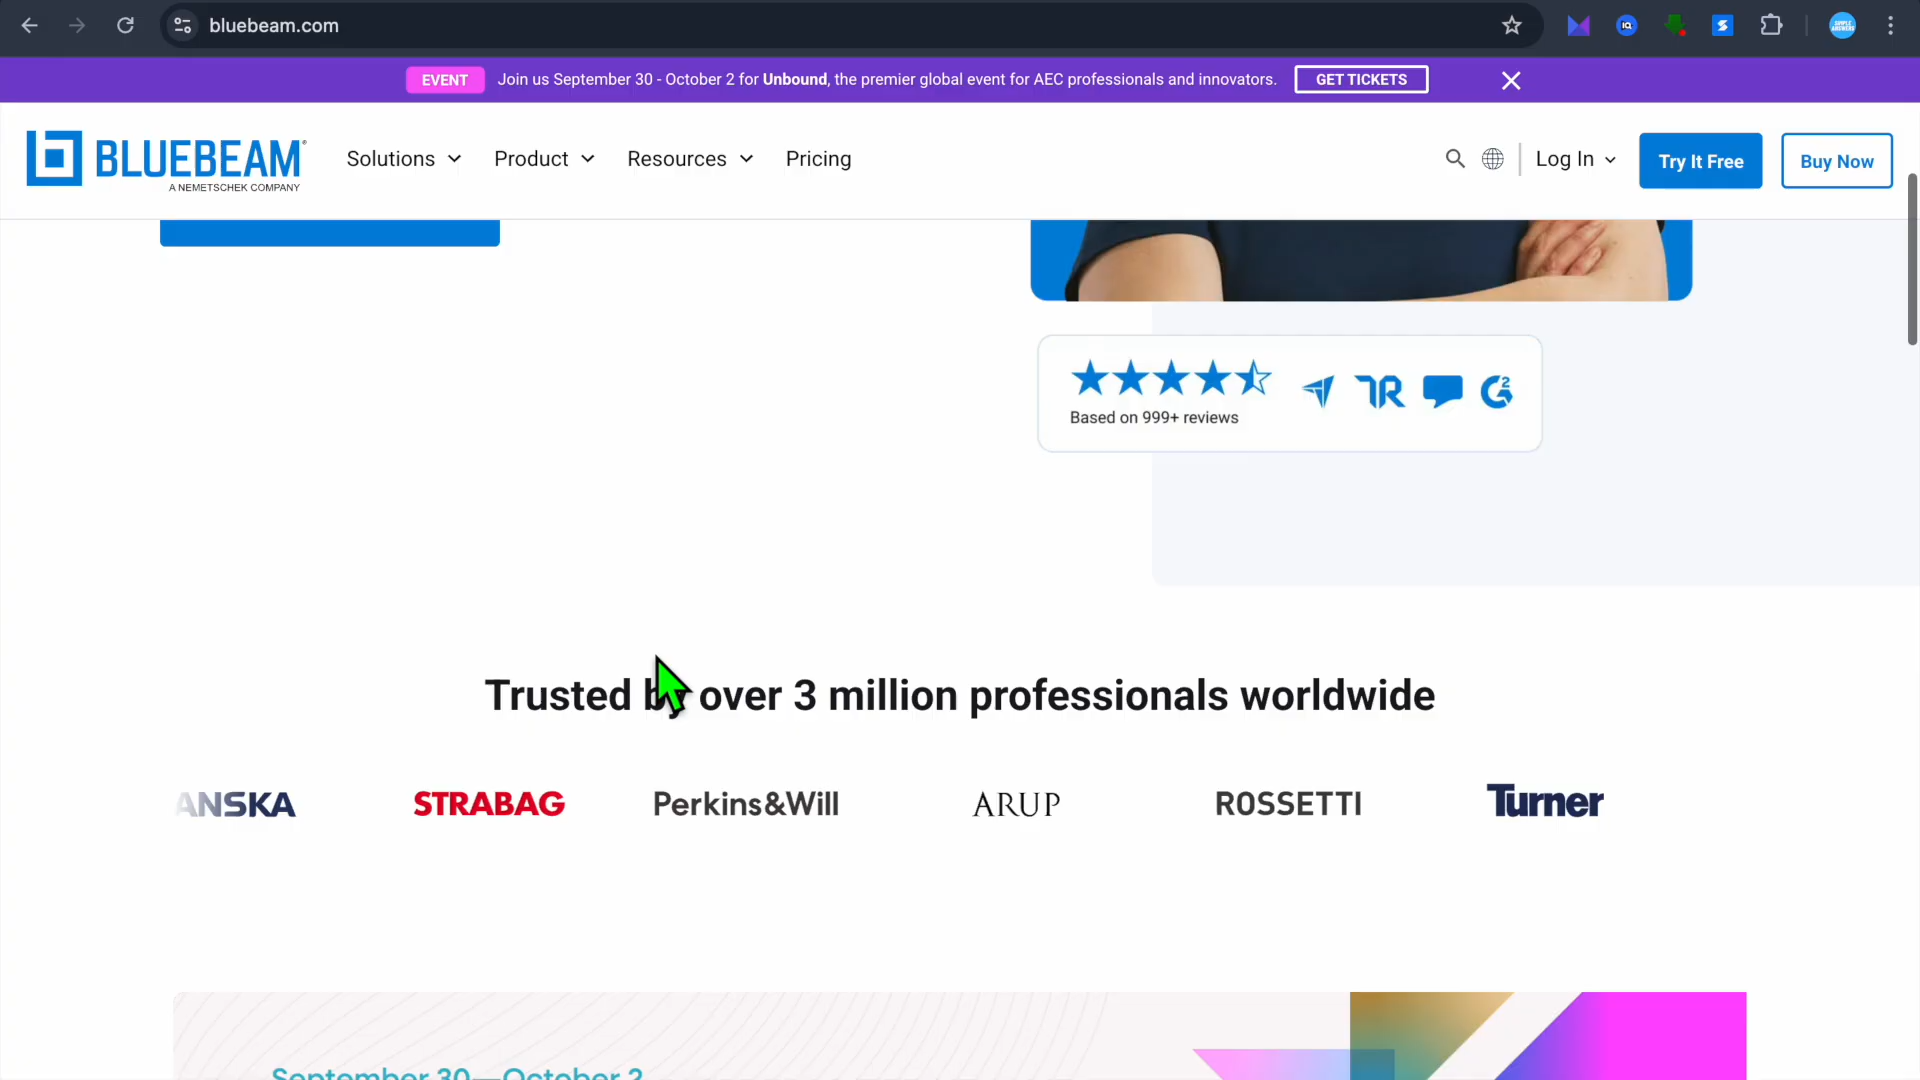 bluebeam.com
EVENT Join us September 30 - October 2 for Unbound, the premier global event for AEC professionals and innovators. GET TICKETS
BLUEBEAM
A NEMETSCHEK COMPANY
Solutions Product Resources Pricing Log In Try It Free Buy Now
Based on 999+ reviews
Trusted by over 3 million professionals worldwide
ANSKA STRABAG Perkins&Will ARUP ROSSETTI Turner
September 30—October 2